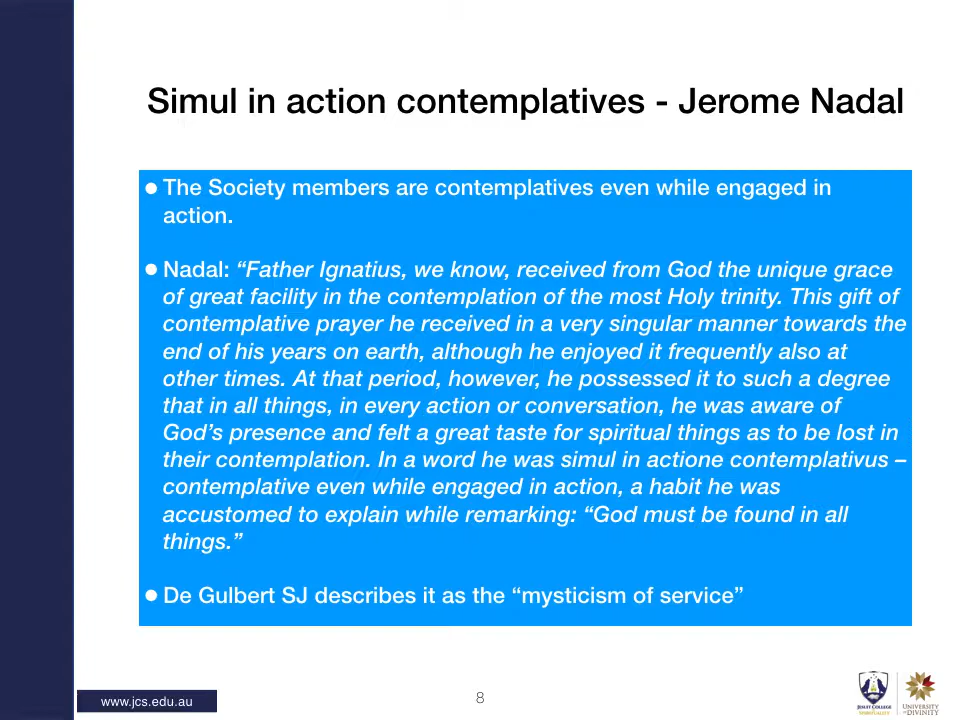 Simul in action contemplatives - Jerome Nadal
● The Society members are contemplatives even while engaged in
action.
● Nadal: “Father Ignatius, we know, received from God the unique grace
of great facility in the contemplation of the most Holy trinity. This gift of
contemplative prayer he received in a very singular manner towards the
end of his years on earth, although he enjoyed it frequently also at
other times. At that period, however, he possessed it to such a degree
that in all things, in every action or conversation, he was aware of
God’s presence and felt a great taste for spiritual things as to be lost in
their contemplation. In a word he was simul in actione contemplativus –
contemplative even while engaged in action, a habit he was
accustomed to explain while remarking: “God must be found in all
things.”
● De Gulbert SJ describes it as the “mysticism of service”
www.jcs.edu.au
8
JESUIT COLLEGE
SPIRITUALITY
UNIVERSITY
OF DIVINITY